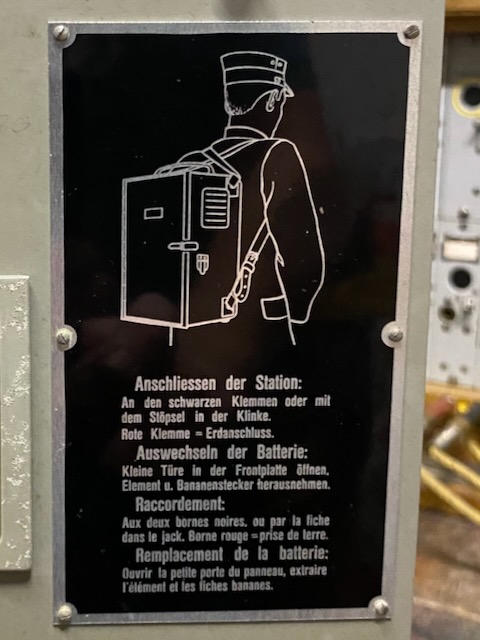 Anschliessen der Station:
An den schwarzen Klemmen oder mit
dem Stöpsel in der Klinke.
Rote Klemme = Erdanschluss.
Auswechseln der Batterie:
Kleine Türe in der Frontplatte öffnen,
Element u. Bananenstecker herausnehmen.
Raccordement:
Aux deux bornes noires, ou par la fiche
dans le jack. Borne rouge = prise de terre.
Remplacement de la batterie:
Ouvrir la petite porte du panneau, extraire
l'élément et les fiches bananes.